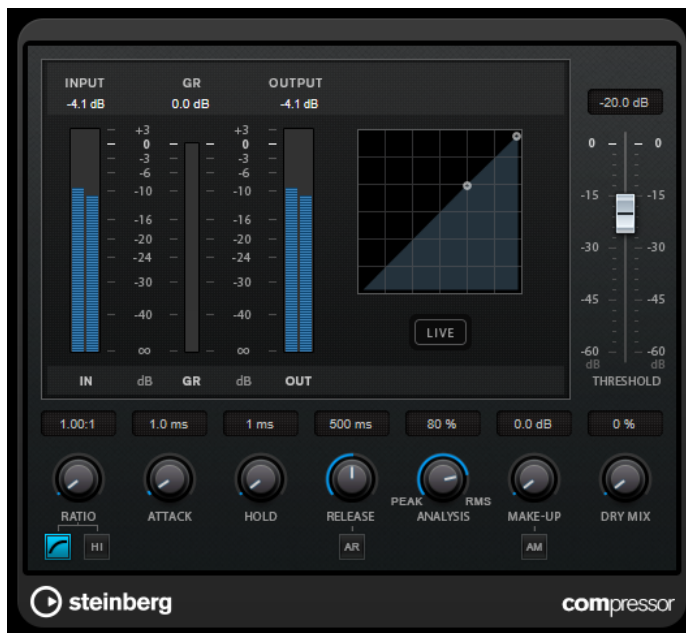 INPUT GR OUTPUT
-4.1 dB 0.0 dB -4.1 dB
-20.0 dB
+3 +3
0 0
-3 -3
-6 -6
-10 -10
-16 -16
-20 -20
-24 -24
-30 -30
-40 -40
∞ ∞
IN dB GR dB OUT
LIVE
0 0
-15 -15
-30 -30
-45 -45
-60 -60
dB dB
THRESHOLD
1.00:1 1.0 ms 1 ms 500 ms 80 % 0.0 dB 0 %
PEAK RMS
RATIO ATTACK HOLD RELEASE ANALYSIS MAKE-UP DRY MIX
HI AR AM
steinberg compressor